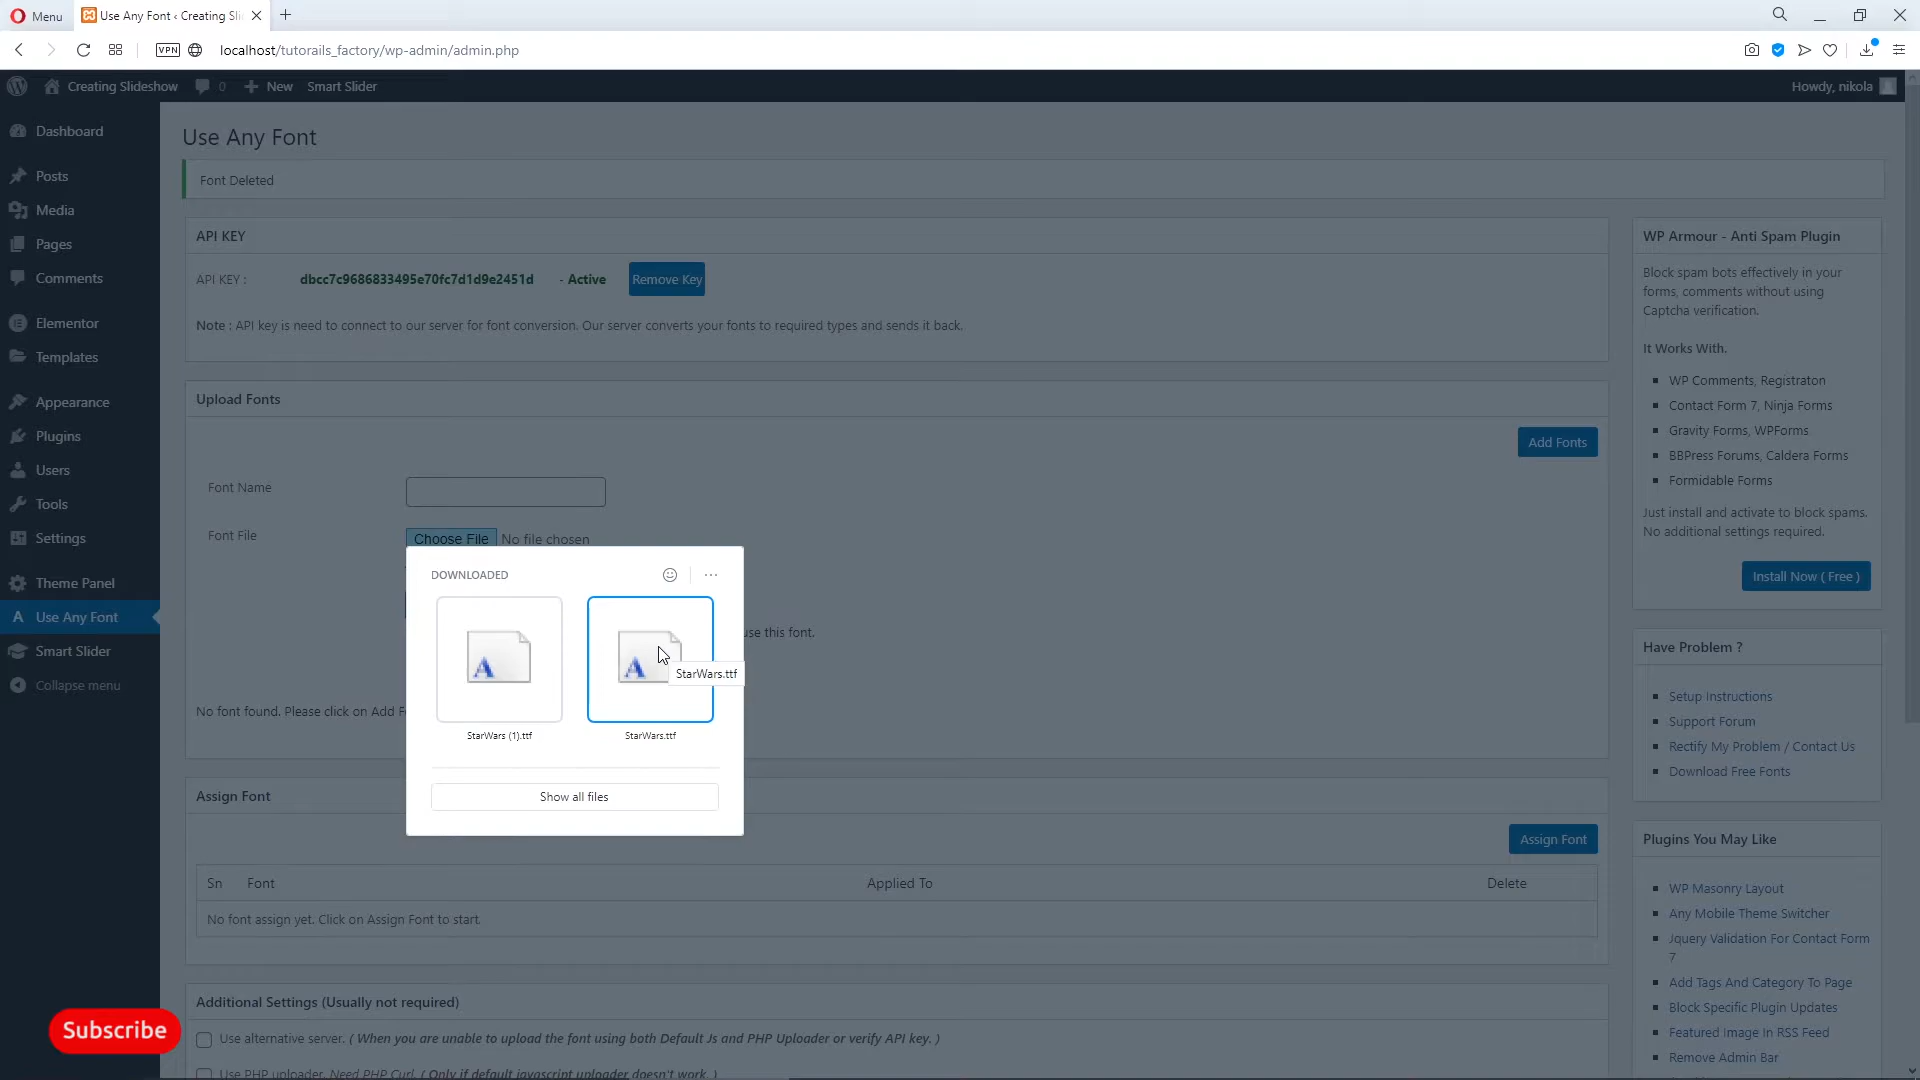 Menu
Use Any Font ‹ Creating Sli
VPN
localhost/tutorails_factory/wp-admin/admin.php
Creating Slideshow
0
New
Smart Slider
Howdy, nikola
Dashboard
Posts
Media
Pages
Comments
Elementor
Templates
Appearance
Plugins
Users
Tools
Settings
Theme Panel
Use Any Font
Smart Slider
Collapse menu
Use Any Font
Font Deleted
API KEY
API KEY :
dbcc7c9686833495e70fc7d1d9e2451d
- Active
Remove Key
Note : API key is need to connect to our server for font conversion. Our server converts your fonts to required types and sends it back.
Upload Fonts
Add Fonts
Font Name
Font File
Choose File
No file chosen
use this font.
No font found. Please click on Add F
DOWNLOADED
StarWars.ttf
StarWars (1).ttf
StarWars.ttf
Show all files
Assign Font
Assign Font
Sn
Font
Applied To
Delete
No font assign yet. Click on Assign Font to start.
Additional Settings (Usually not required)
Use alternative server. ( When you are unable to upload the font using both Default Js and PHP Uploader or verify API key. )
Use PHP uploader. Need PHP Curl. ( Only if default javascript uploader doesn't work. )
WP Armour - Anti Spam Plugin
Block spam bots effectively in your
forms, comments without using
Captcha verification.
It Works With.
WP Comments, Registraton
Contact Form 7, Ninja Forms
Gravity Forms, WPForms
BBPress Forums, Caldera Forms
Formidable Forms
Just install and activate to block spams.
No additional settings required.
Install Now ( Free )
Have Problem ?
Setup Instructions
Support Forum
Rectify My Problem / Contact Us
Download Free Fonts
Plugins You May Like
WP Masonry Layout
Any Mobile Theme Switcher
Jquery Validation For Contact Form
7
Add Tags And Category To Page
Block Specific Plugin Updates
Featured Image In RSS Feed
Remove Admin Bar
Subscribe